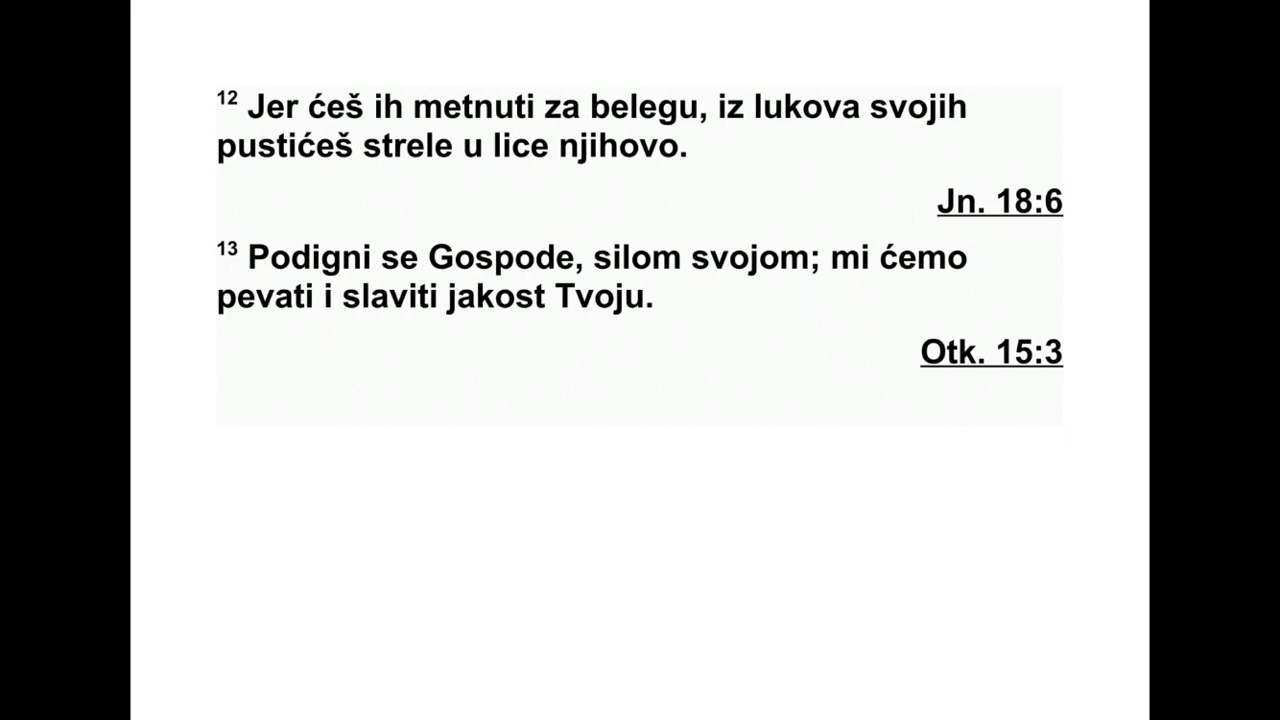 12 Jer ćeš ih metnuti za belegu, iz lukova svojih
pustićeš strele u lice njihovo.
Jn. 18:6
13 Podigni se Gospode, silom svojom; mi ćemo
pevati i slaviti jakost Tvoju.
Otk. 15:3